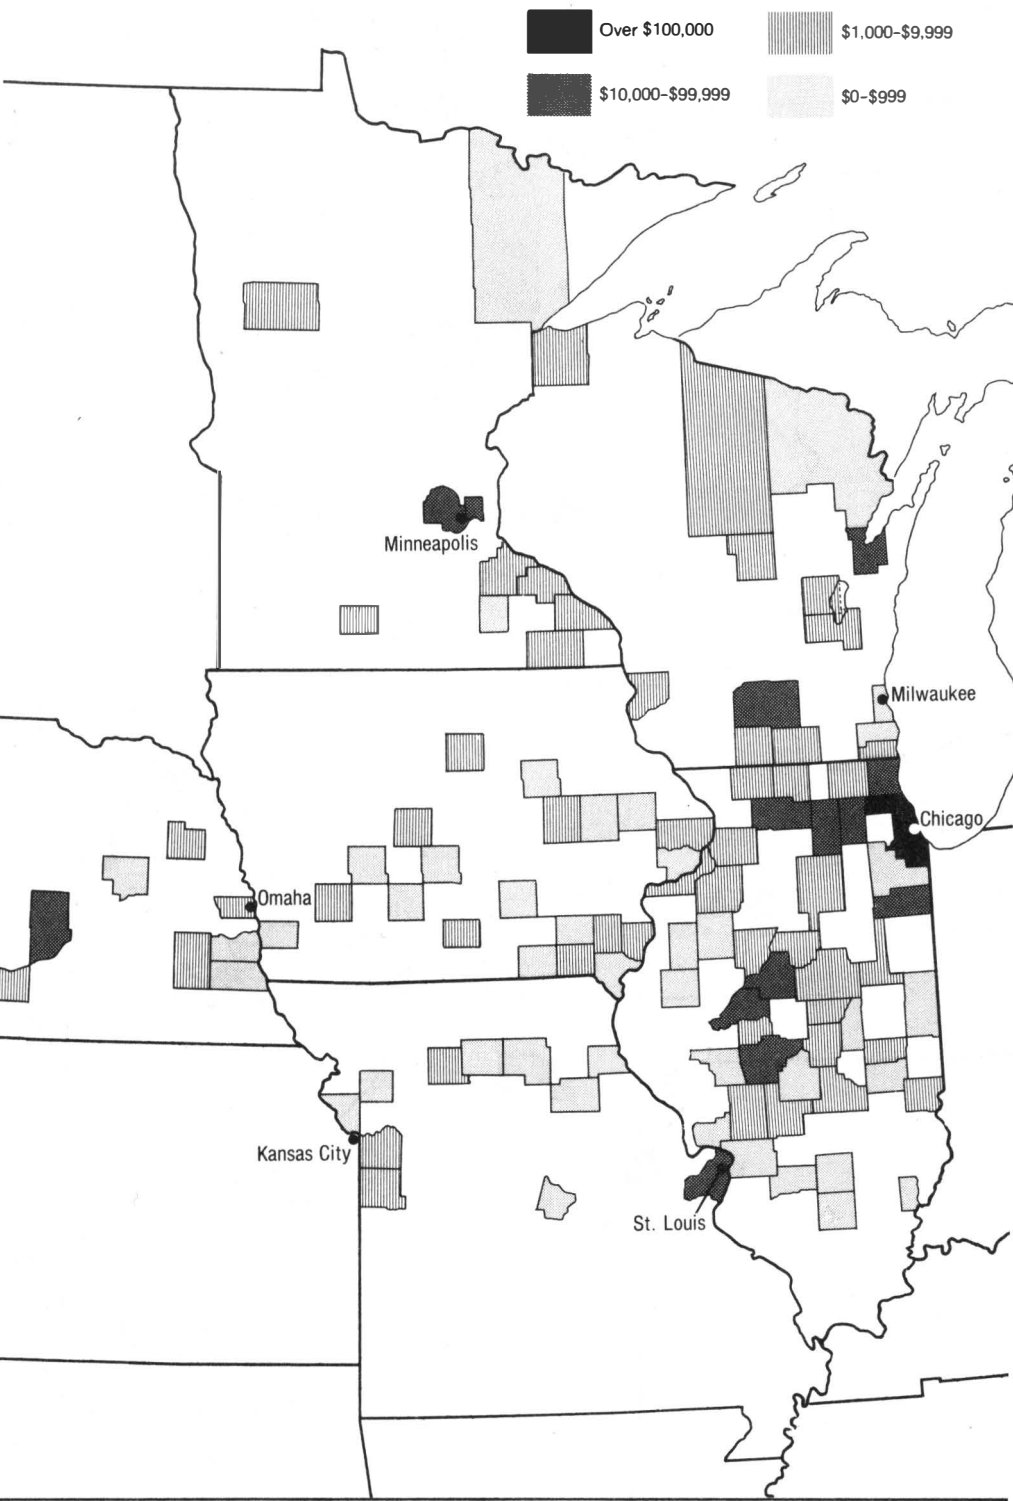 Over $100,000
$1,000-$9,999
$10,000-$99,999
$0-$999
Minneapolis
Milwaukee
Chicago
Omaha
Kansas City
St. Louis